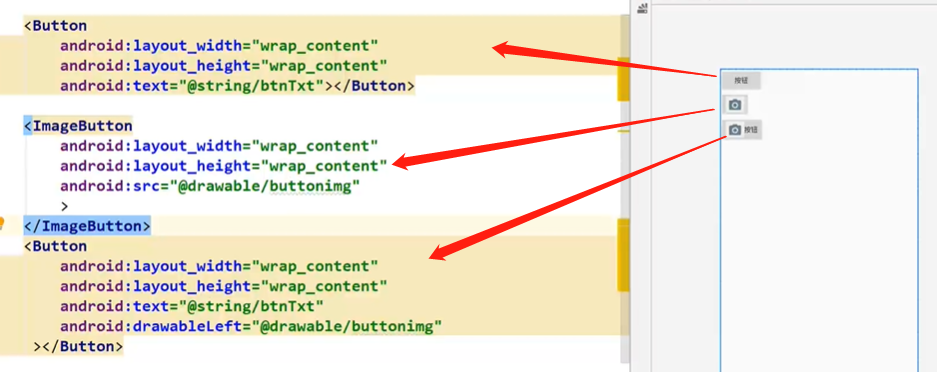 <Button
android:layout_width="wrap_content"
android:layout_height="wrap_content"
android:text="@string/btnTxt"></Button>
<ImageButton
android:layout_width="wrap_content"
android:layout_height="wrap_content"
android:src="@drawable/buttonimg"
>
</ImageButton>
<Button
android:layout_width="wrap_content"
android:layout_height="wrap_content"
android:text="@string/btnTxt"
android:drawableLeft="@drawable/buttonimg"
></Button>
按钮
按钮